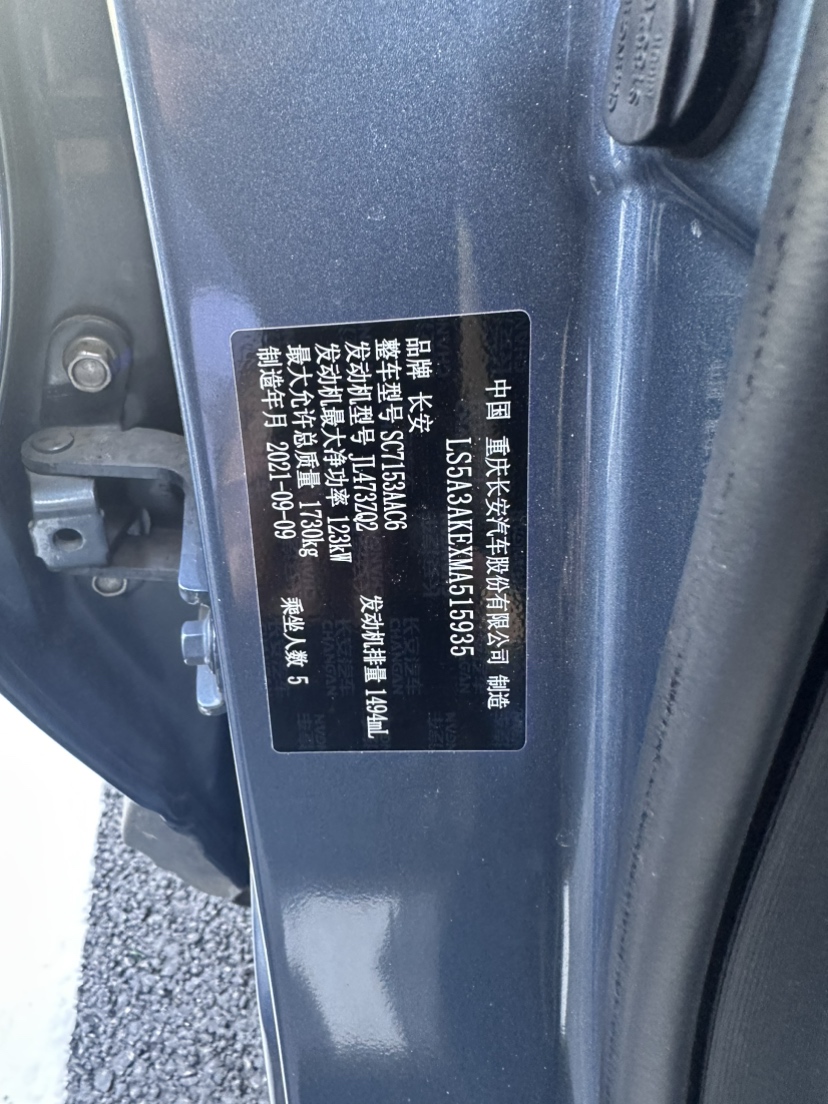 中国 重庆长安汽车股份有限公司 制造
LS5A3AKEXMA515935
品牌 长安
整车型号 SC7153AAC6
发动机型号 JL473ZQ2 发动机排量 1494mL
发动机最大净功率 123kW
最大允许总质量 1730kg 乘坐人数 5
制造年月 2021-09-09